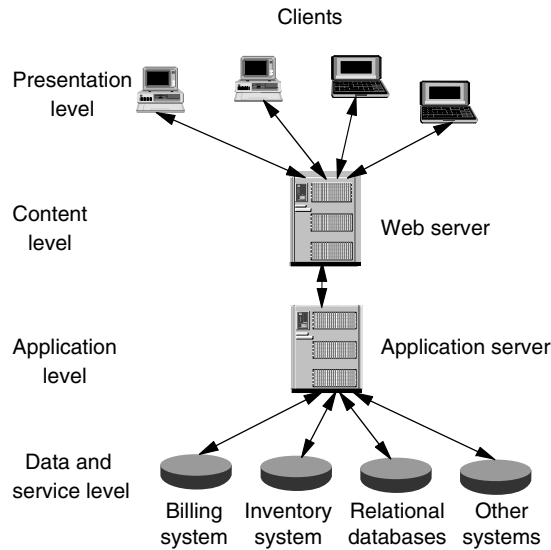 Clients
Presentation
level
Content
level
Web server
Application
level
Application server
Data and
service level
Billing
system
Inventory
system
Relational
databases
Other
systems